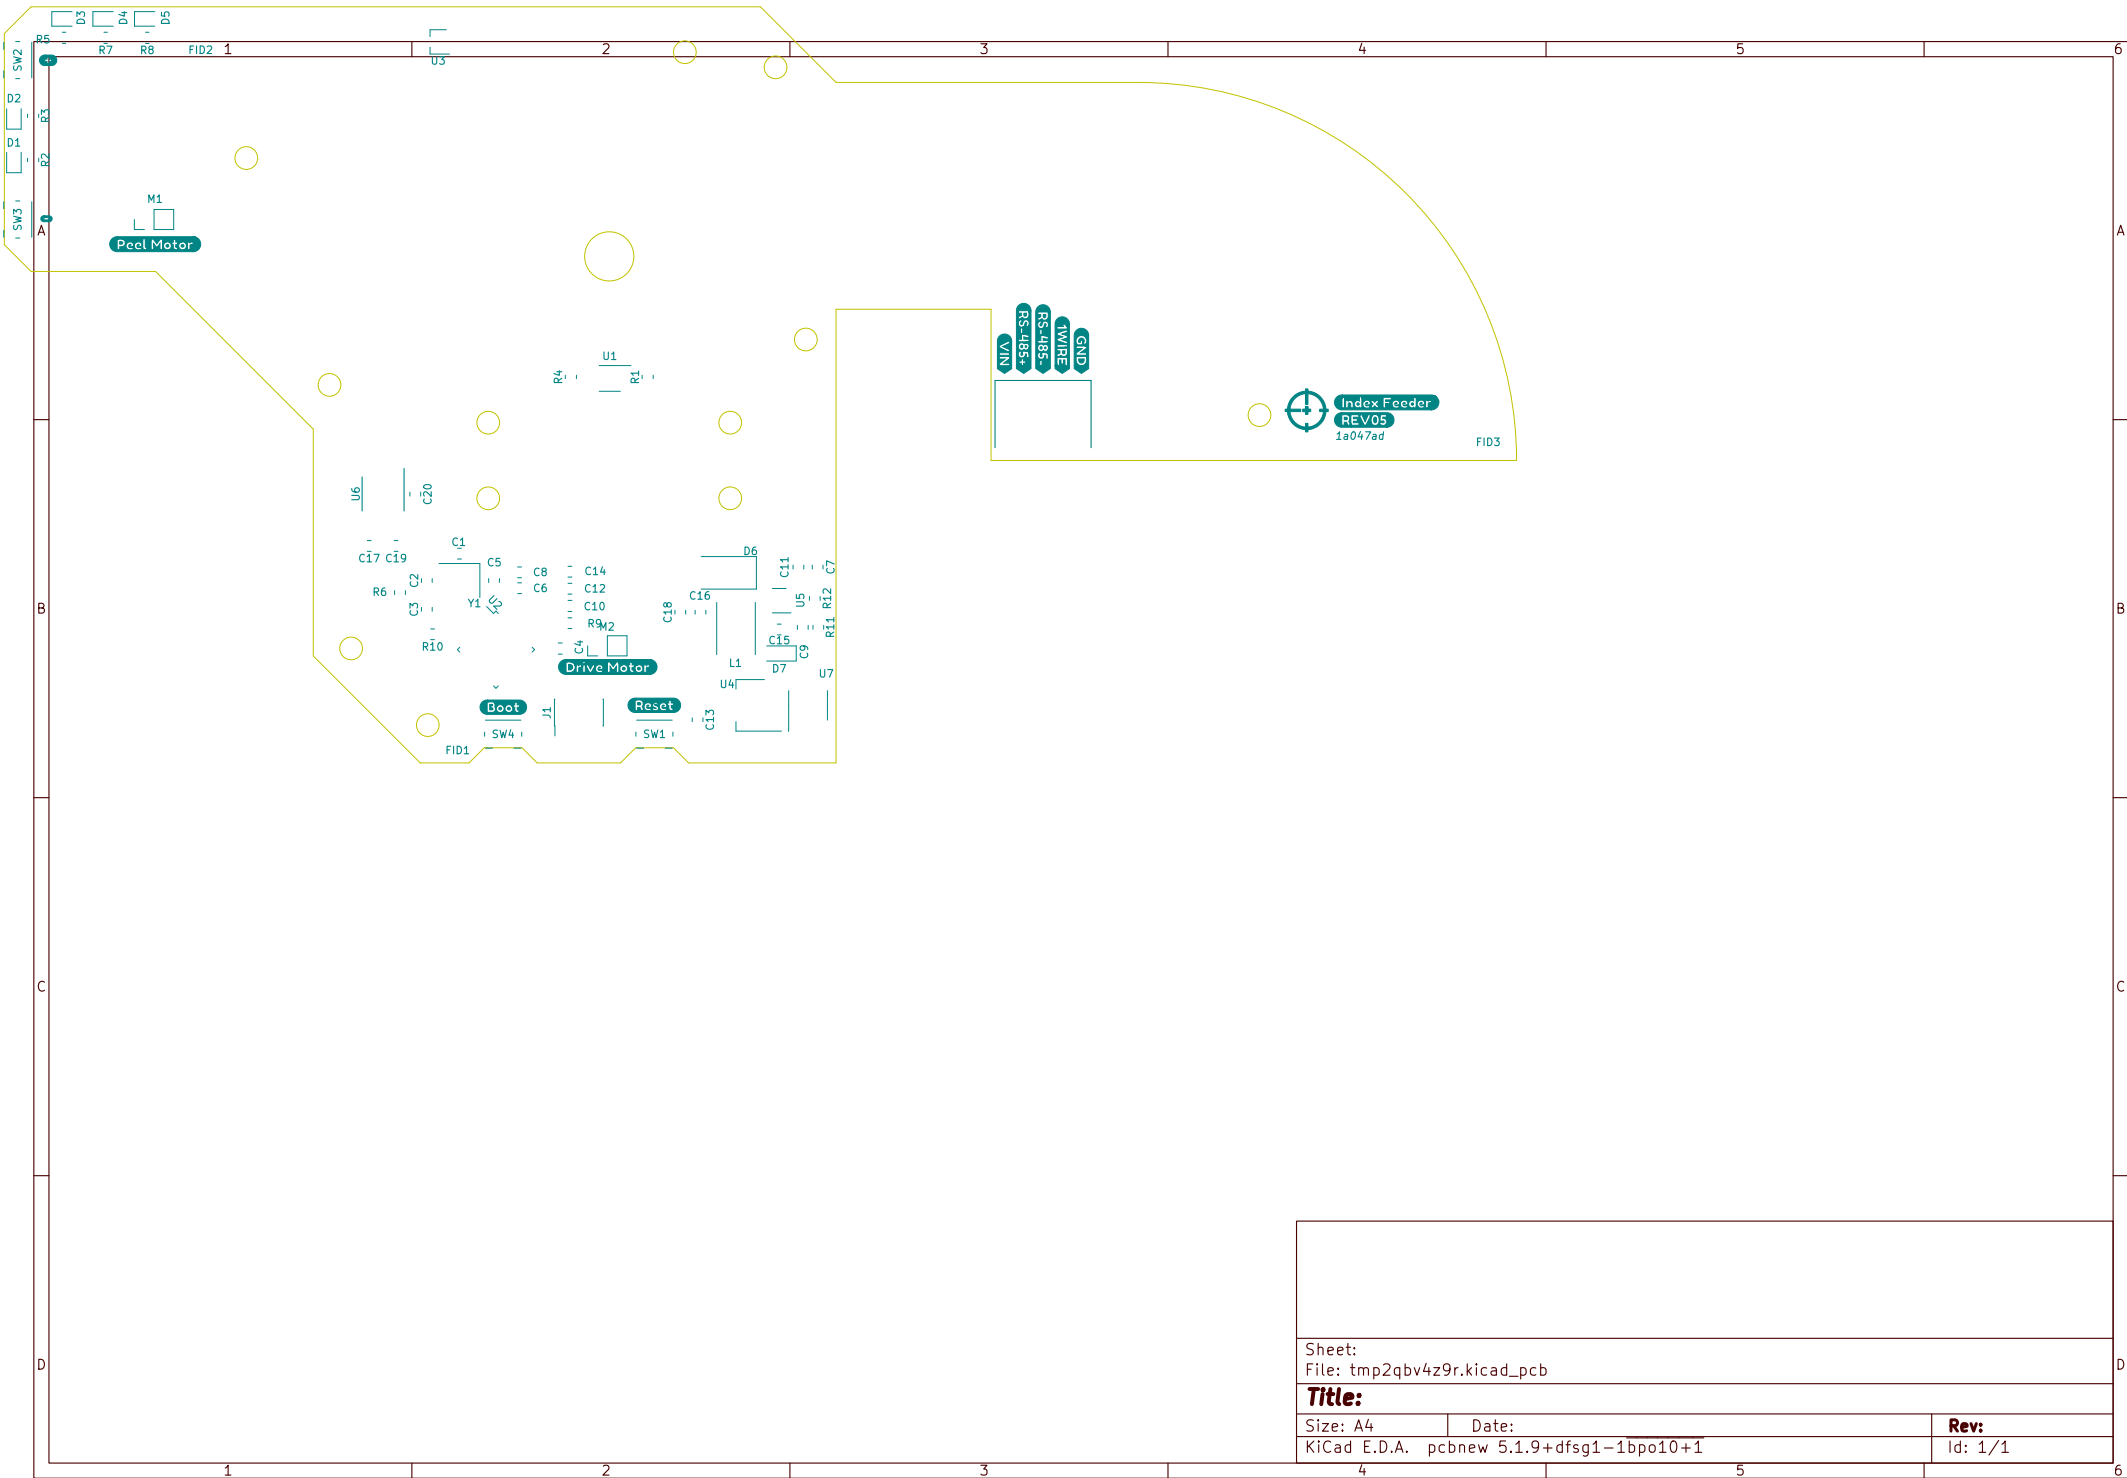 D3
D4
D5
R5
R7
R8
FID2
1
2
3
4
5
6
SW2
U3
D2
R3
D1
R2
M1
SW3
A
A
Peel Motor
VIN
RS-485+
RS-485-
1WIRE
GND
U1
R4
R1
Index Feeder
REV05
1a047ad
FID3
U6
C20
C1
D6
C17
C19
C5
C8
C14
C11
C7
C2
R6
C6
C12
C16
U5
R12
Y1
U2
C3
C10
C18
B
B
R9
M2
R11
R10
C4
C15
C9
Drive Motor
L1
D7
U7
U4
Boot
J1
Reset
C13
SW4
SW1
FID1
C
C
Sheet:
File: tmp2qbv4z9r.kicad_pcb
D
D
Title:
Size: A4
Date:
Rev:
KiCad E.D.A. pcbnew 5.1.9+dfsg1-1bpo10+1
Id: 1/1
1
2
3
4
5
6